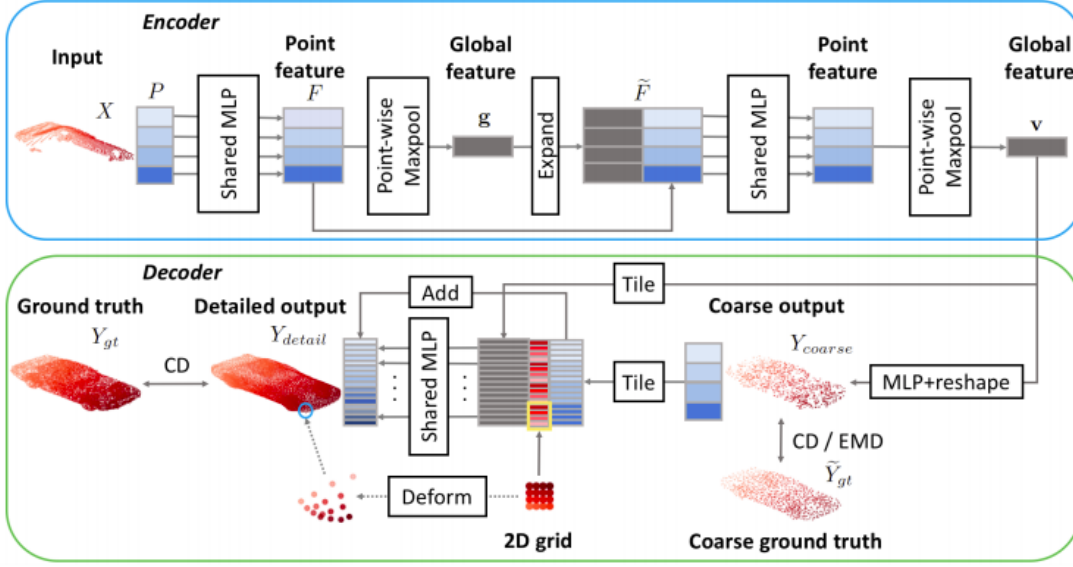 Encoder
Input
Point
feature
Global
feature
Point
feature
Global
feature
X
P
F
g
F̃
v
Shared MLP
Point-wise
Maxpool
Expand
Shared MLP
Point-wise
Maxpool
Decoder
Ground truth
Detailed output
Add
Tile
Coarse output
Y_gt
Y_detail
Y_coarse
CD
Shared MLP
Tile
MLP+reshape
CD / EMD
Ỹ_gt
Deform
2D grid
Coarse ground truth